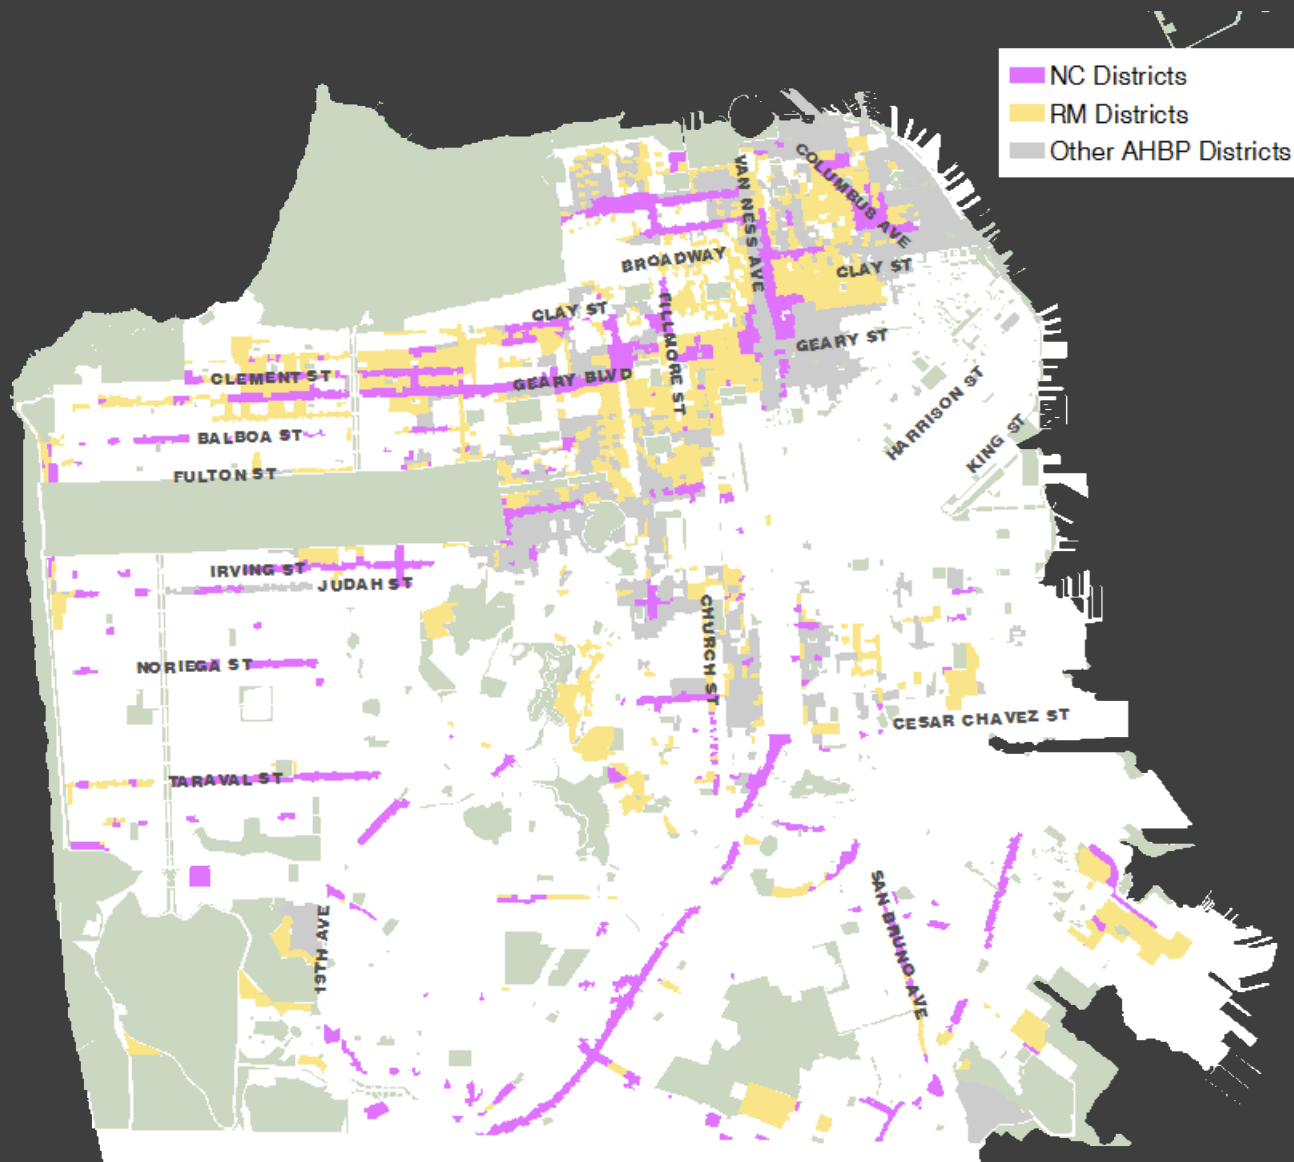 NC Districts
RM Districts
Other AHBP Districts
COLUMBUS AVE
VAN NESS AVE
BROADWAY
CLAY ST
CLAY ST
FILLMORE ST
GEARY ST
CLEMENT ST
GEARY BLVD
HARRISON ST
KING ST
BALBOA ST
FULTON ST
IRVING ST
JUDAH ST
CHURCH ST
NORIEGA ST
CESAR CHAVEZ ST
TARAVAL ST
SAN BRUNO AVE
19TH AVE